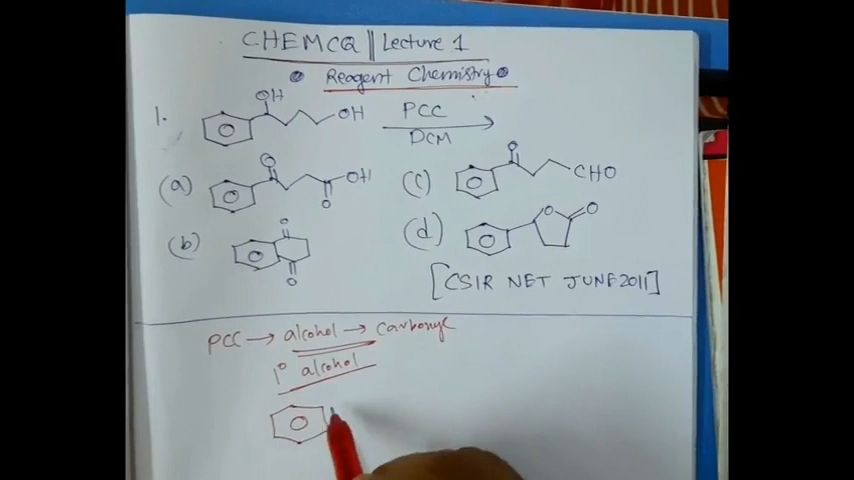 CHEMCQ || Lecture 1
Reagent Chemistry
1. OH OH PCC DCM
(a) O OH O
(c) O CHO
(b) O O
(d) O O
[CSIR NET JUNE 2011]
PCC → alcohol → carbonyl
1° alcohol